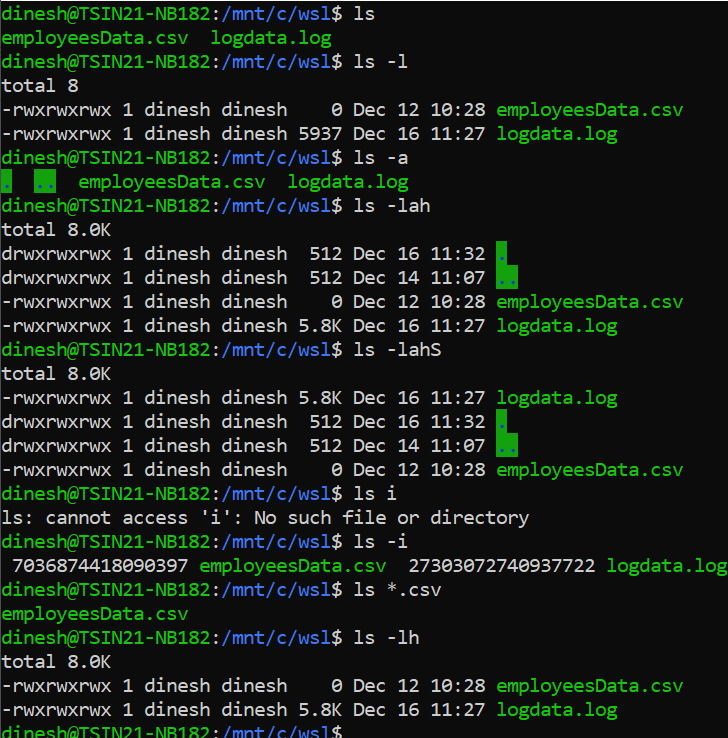 dinesh@TSIN21-NB182:/mnt/c/wsl$ ls
employeesData.csv  logdata.log
dinesh@TSIN21-NB182:/mnt/c/wsl$ ls -l
total 8
-rwxrwxrwx 1 dinesh dinesh    0 Dec 12 10:28 employeesData.csv
-rwxrwxrwx 1 dinesh dinesh 5937 Dec 16 11:27 logdata.log
dinesh@TSIN21-NB182:/mnt/c/wsl$ ls -a
.  ..  employeesData.csv  logdata.log
dinesh@TSIN21-NB182:/mnt/c/wsl$ ls -lah
total 8.0K
drwxrwxrwx 1 dinesh dinesh  512 Dec 16 11:32 .
drwxrwxrwx 1 dinesh dinesh  512 Dec 14 11:07 ..
-rwxrwxrwx 1 dinesh dinesh    0 Dec 12 10:28 employeesData.csv
-rwxrwxrwx 1 dinesh dinesh 5.8K Dec 16 11:27 logdata.log
dinesh@TSIN21-NB182:/mnt/c/wsl$ ls -lahS
total 8.0K
-rwxrwxrwx 1 dinesh dinesh 5.8K Dec 16 11:27 logdata.log
drwxrwxrwx 1 dinesh dinesh  512 Dec 16 11:32 .
drwxrwxrwx 1 dinesh dinesh  512 Dec 14 11:07 ..
-rwxrwxrwx 1 dinesh dinesh    0 Dec 12 10:28 employeesData.csv
dinesh@TSIN21-NB182:/mnt/c/wsl$ ls i
ls: cannot access 'i': No such file or directory
dinesh@TSIN21-NB182:/mnt/c/wsl$ ls -i
 7036874418090397 employeesData.csv  27303072740937722 logdata.log
dinesh@TSIN21-NB182:/mnt/c/wsl$ ls *.csv
employeesData.csv
dinesh@TSIN21-NB182:/mnt/c/wsl$ ls -lh
total 8.0K
-rwxrwxrwx 1 dinesh dinesh    0 Dec 12 10:28 employeesData.csv
-rwxrwxrwx 1 dinesh dinesh 5.8K Dec 16 11:27 logdata.log
dinesh@TSIN21-NB182:/mnt/c/wsl$